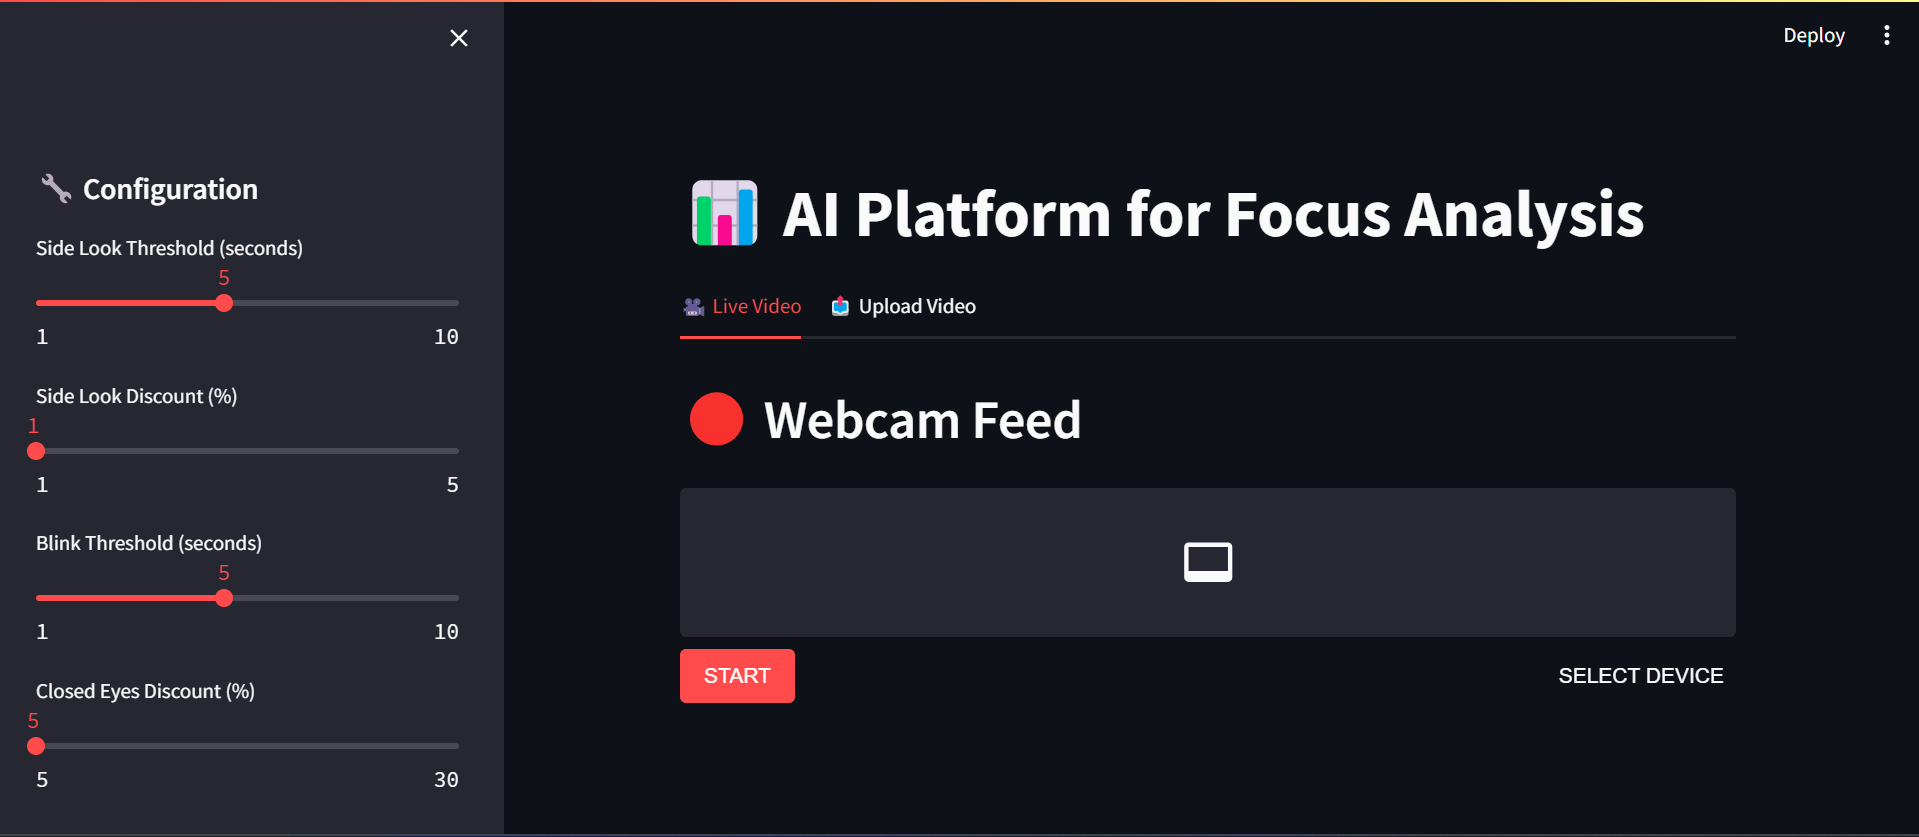 Deploy
Configuration
Side Look Threshold (seconds)
5
1 10
Side Look Discount (%)
1
1 5
Blink Threshold (seconds)
5
1 10
Closed Eyes Discount (%)
5
5 30
AI Platform for Focus Analysis
Live Video Upload Video
Webcam Feed
START SELECT DEVICE